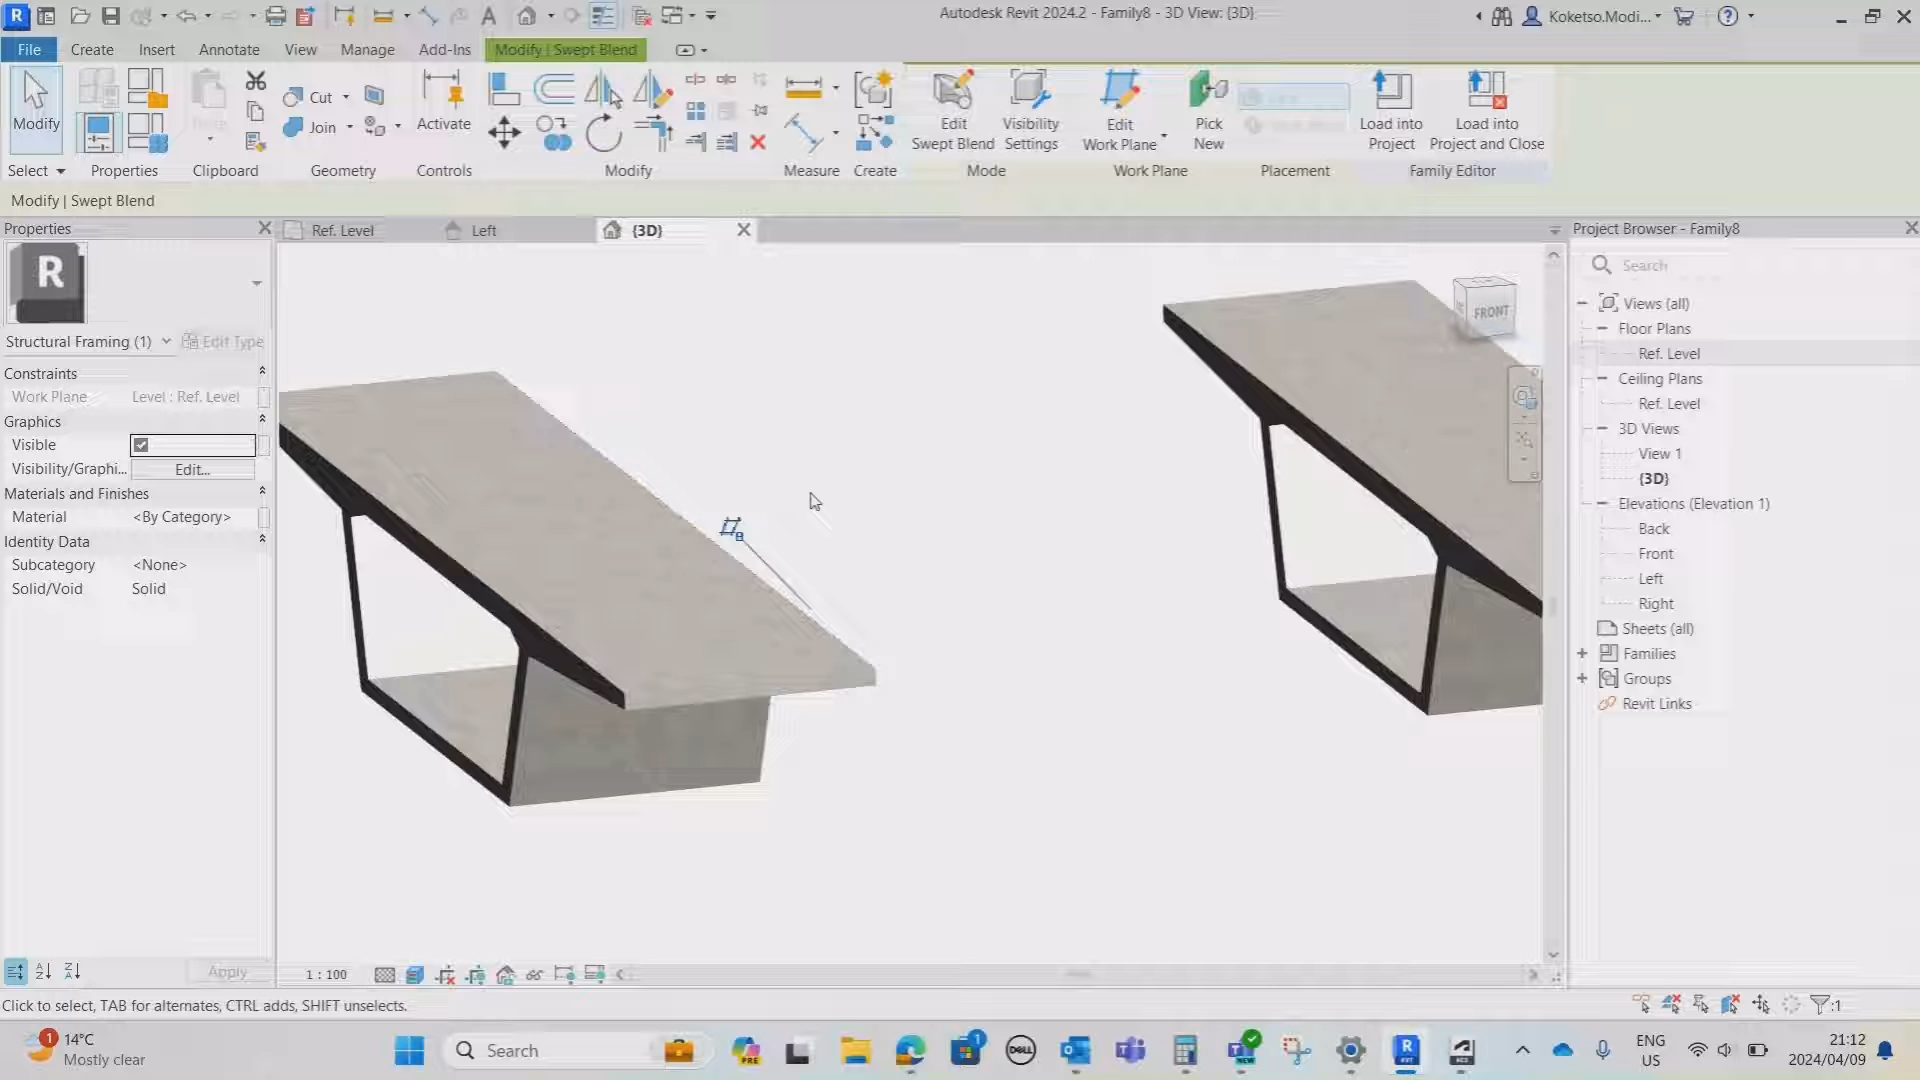 Autodesk Revit 2024.2 - Family8 - 3D View: {3D}
Koketso.Modi...
File Create Insert Annotate View Manage Add-Ins Modify | Swept Blend
Modify
Cut
Join
Activate
Edit
Swept Blend
Visibility
Settings
Edit
Work Plane
Pick
New
Load into
Project
Load into
Project and Close
Select Properties Clipboard Geometry Controls Modify Measure Create Mode Work Plane Placement Family Editor
Modify | Swept Blend
Properties
Ref. Level
Left
{3D}
Project Browser - Family8
R
Structural Framing (1)
Edit Type
Constraints
Work Plane Level : Ref. Level
Graphics
Visible
Visibility/Graphi... Edit...
Materials and Finishes
Material <By Category>
Identity Data
Subcategory <None>
Solid/Void Solid
Apply
FRONT
Search
Views (all)
Floor Plans
Ref. Level
Ceiling Plans
Ref. Level
3D Views
View 1
{3D}
Elevations (Elevation 1)
Back
Front
Left
Right
Sheets (all)
Families
Groups
Revit Links
1 : 100
Click to select, TAB for alternates, CTRL adds, SHIFT unselects.
:1
1
14°C
Mostly clear
Search
PRE
1
DELL
NEW
R
ENG
US
21:12
2024/04/09